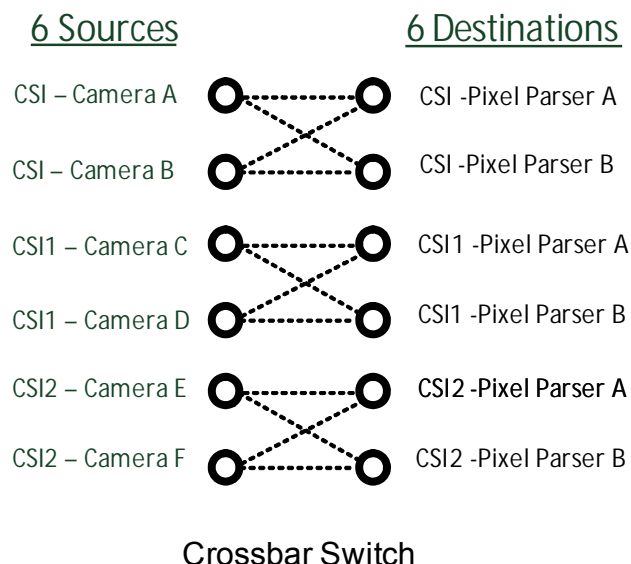 6 Sources
6 Destinations
CSI – Camera A
CSI -Pixel Parser A
CSI – Camera B
CSI -Pixel Parser B
CSI1 – Camera C
CSI1 -Pixel Parser A
CSI1 – Camera D
CSI1 -Pixel Parser B
CSI2 – Camera E
CSI2 -Pixel Parser A
CSI2 – Camera F
CSI2 -Pixel Parser B
Crossbar Switch